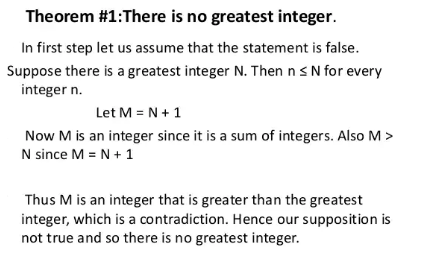 Theorem #1:There is no greatest integer.
In first step let us assume that the statement is false.
Suppose there is a greatest integer N. Then n ≤ N for every
integer n.
Let M = N + 1
Now M is an integer since it is a sum of integers. Also M >
N since M = N + 1
Thus M is an integer that is greater than the greatest
integer, which is a contradiction. Hence our supposition is
not true and so there is no greatest integer.